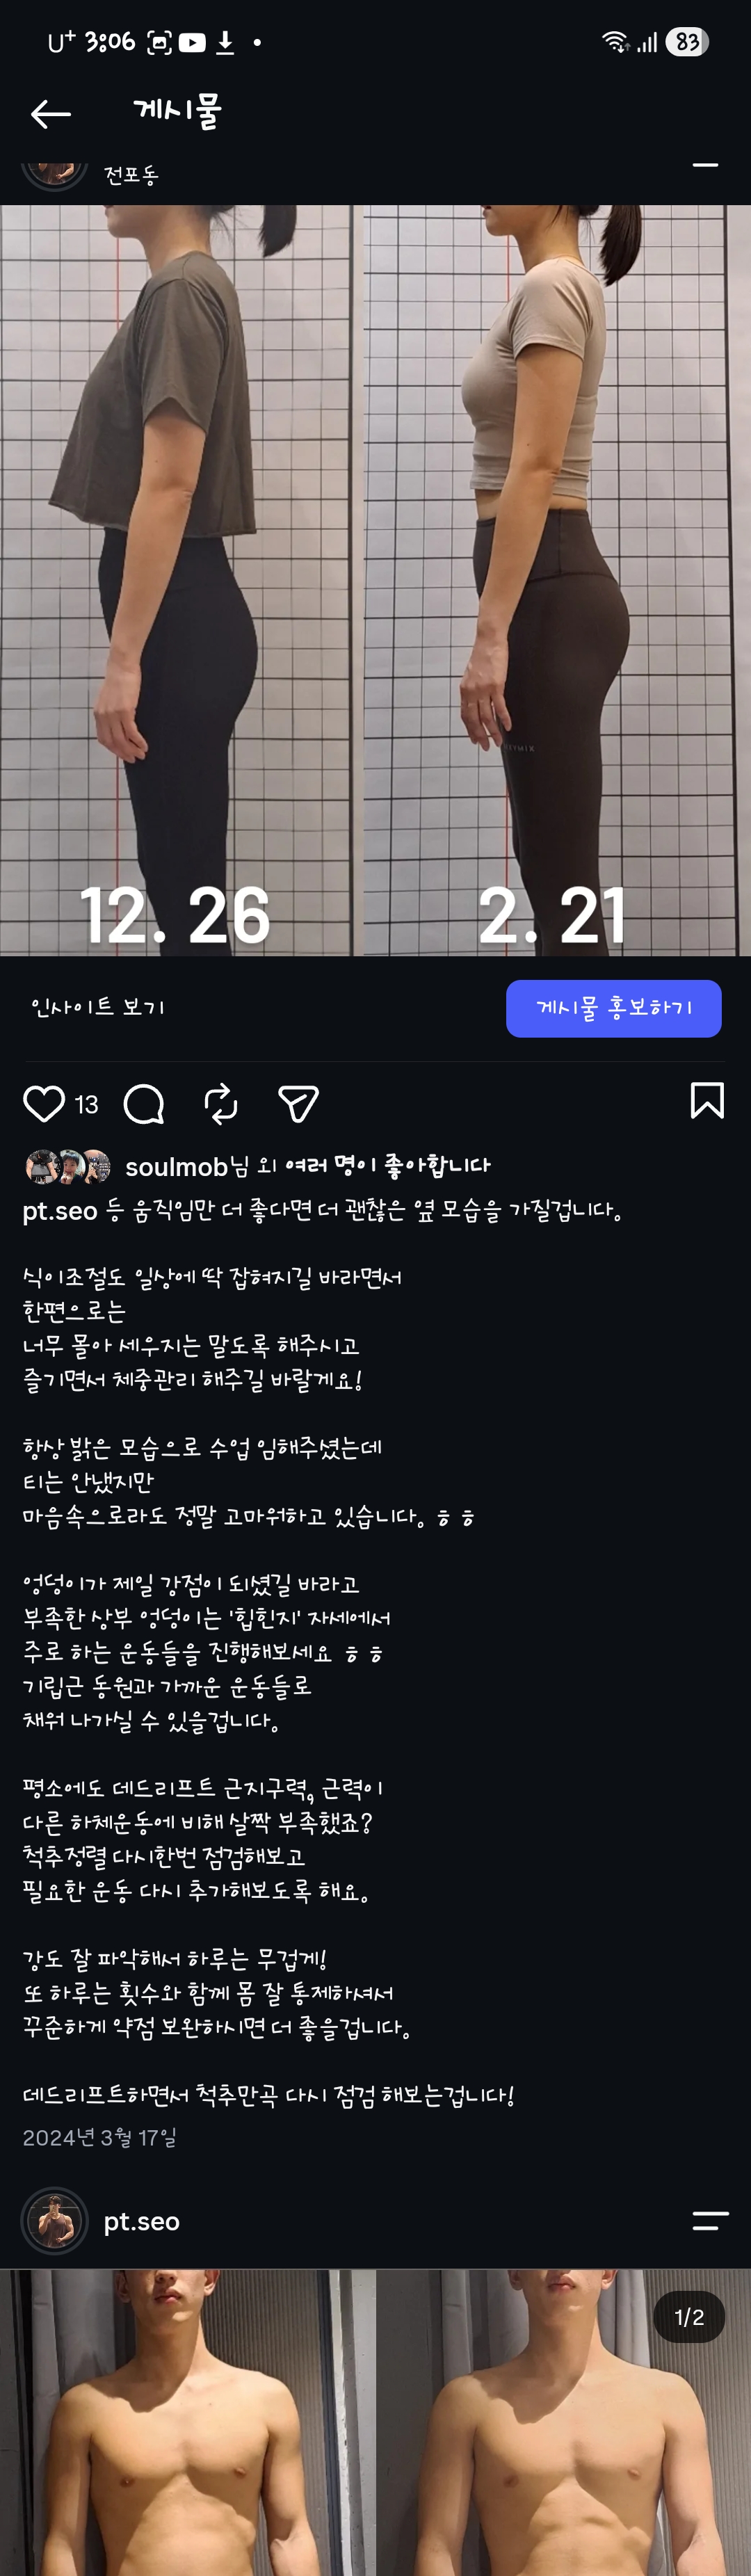 U+ 3:06 83
게시물
전포동
12. 26
2. 21
인사이트 보기
게시물 홍보하기
13
soulmob님 외 여러 명이 좋아합니다
pt.seo 등 움직임만 더 좋다면 더 괜찮은 옆 모습을 가질겁니다.
식이조절도 일상에 딱 잡혀지길 바라면서
한편으로는
너무 몰아 세우지는 말도록 해주시고
즐기면서 체중관리 해주길 바랄게요!
항상 밝은 모습으로 수업 임해주셨는데
티는 안냈지만
마음속으로라도 정말 고마워하고 있습니다. ㅎㅎ
엉덩이가 제일 강점이 되셨길 바라고
부족한 상부 엉덩이는 '힙힌지' 자세에서
주로 하는 운동들을 진행해보세요 ㅎㅎ
기립근 동원과 가까운 운동들로
채워 나가실 수 있을겁니다.
평소에도 데드리프트 근지구력, 근력이
다른 하체운동에 비해 살짝 부족했죠?
척추정렬 다시한번 점검해보고
필요한 운동 다시 추가해보도록 해요.
강도 잘 파악해서 하루는 무겁게!
또 하루는 횟수와 함께 몸 잘 통제하셔서
꾸준하게 약점 보완하시면 더 좋을겁니다.
데드리프트하면서 척추만곡 다시 점검 해보는겁니다!
2024년 3월 17일
pt.seo
1/2